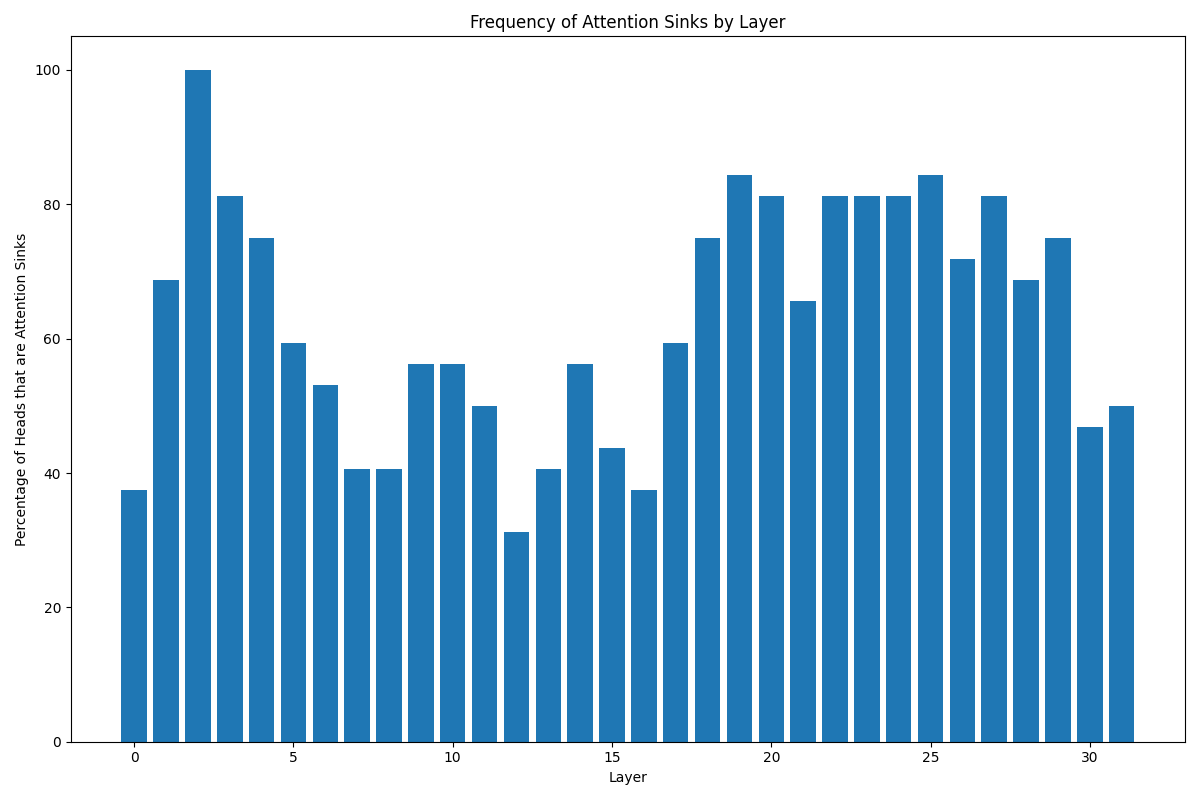 Frequency of Attention Sinks by Layer
Percentage of Heads that are Attention Sinks
100
80
60
40
20
0
0 5 10 15 20 25 30
Layer